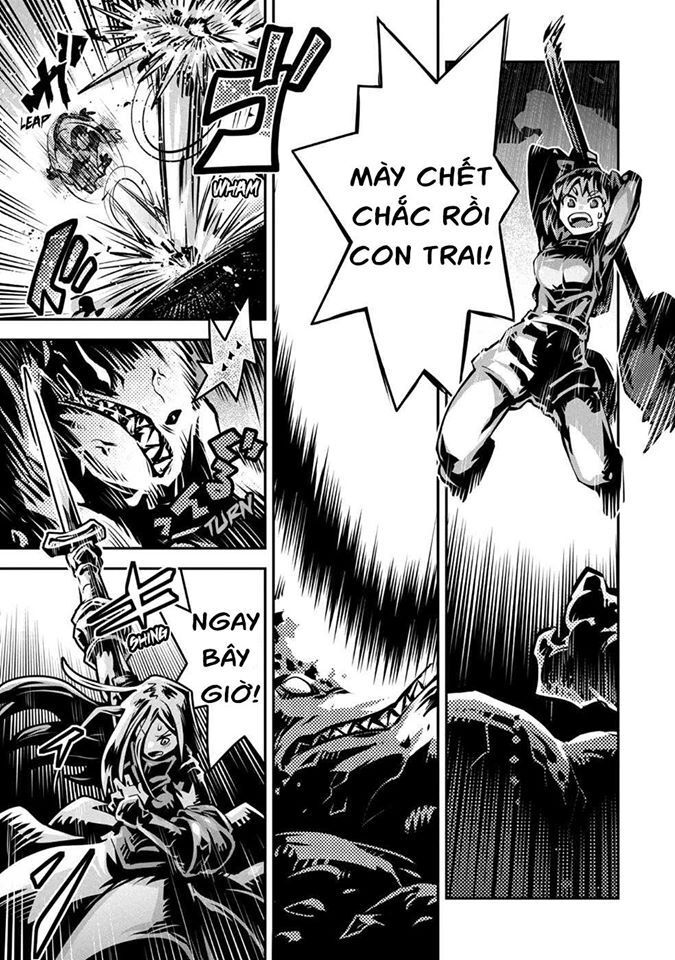 MÀY CHẾT
CHẮC RỒI
CON TRAI!
LEAP
WHAM
TURN
SHING
NGAY
BÂY
GIỜ!